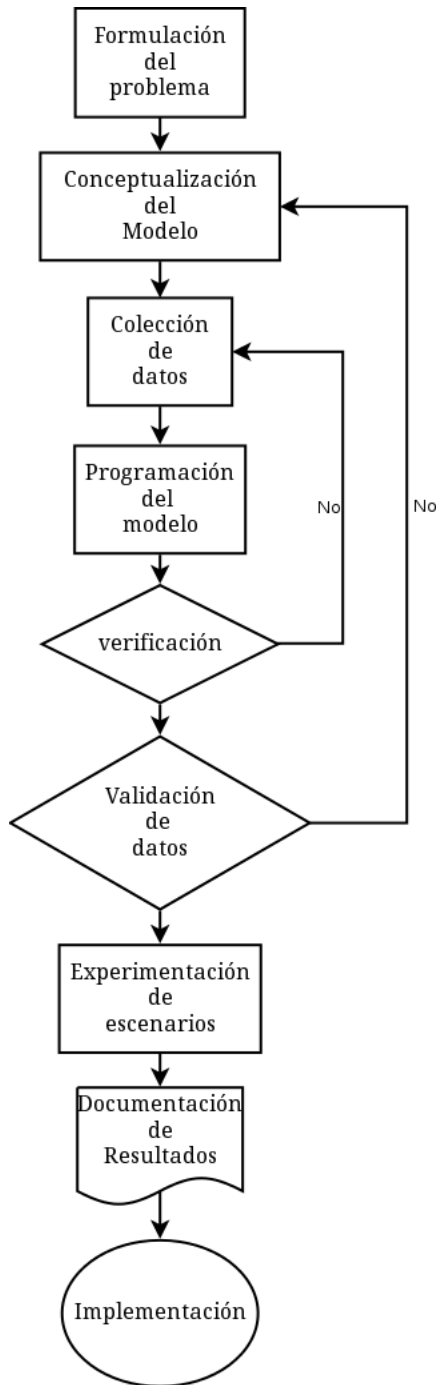 Formulación
del
problema
Conceptualización
del
Modelo
Colección
de
datos
Programación
del
modelo
No
No
verificación
Validación
de
datos
Experimentación
de
escenarios
Documentación
de
Resultados
Implementación